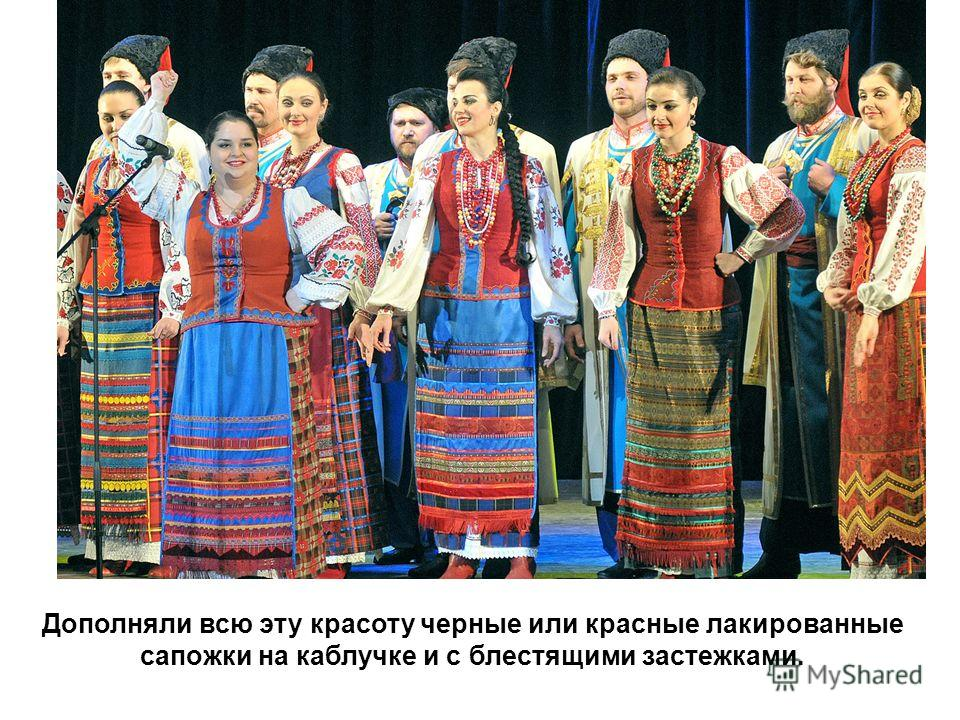 Дополняли всю эту красоту черные или красные лакированные
сапожки на каблучке и с блестящими застежками.
MyShared